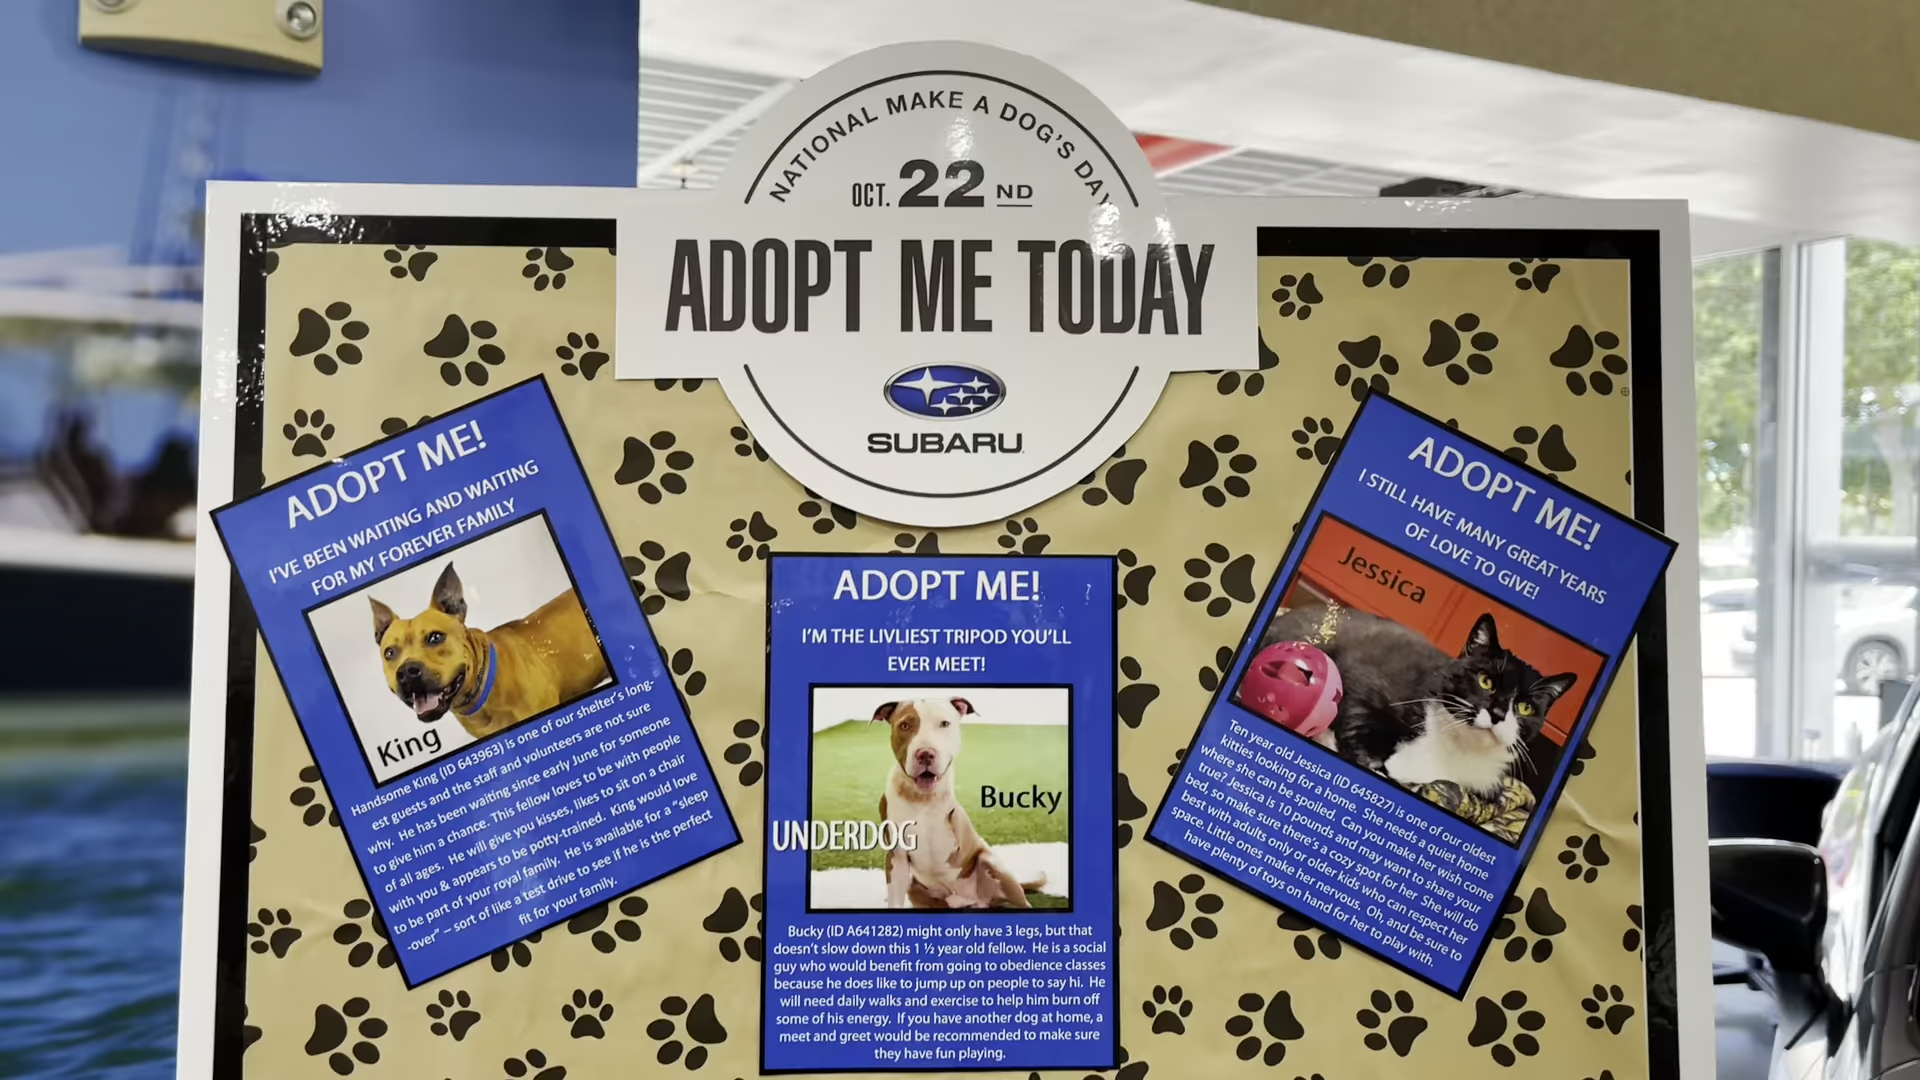 NATIONAL MAKE A DOG'S DAY
OCT. 22 ND
ADOPT ME TODAY
SUBARU
ADOPT ME!
I'VE BEEN WAITING AND WAITING
FOR MY FOREVER FAMILY
King
Handsome King (ID 643963) is one of our shelter's long-
est guests and the staff and volunteers are not sure
why. He has been waiting since early June for someone
to give him a chance. This fellow loves to be with people
of all ages. He will give you kisses, likes to sit on a chair
with you & appears to be potty-trained. King would love
to be part of your royal family. He is available for a "sleep
-over" – sort of like a test drive to see if he is the perfect
fit for your family.
ADOPT ME!
I'M THE LIVLIEST TRIPOD YOU'LL
EVER MEET!
Bucky
UNDERDOG
Bucky (ID A641282) might only have 3 legs, but that
doesn't slow down this 1 ½ year old fellow. He is a social
guy who would benefit from going to obedience classes
because he does like to jump up on people to say hi. He
will need daily walks and exercise to help him burn off
some of his energy. If you have another dog at home, a
meet and greet would be recommended to make sure
they have fun playing.
ADOPT ME!
I STILL HAVE MANY GREAT YEARS
OF LOVE TO GIVE!
Jessica
Ten year old Jessica (ID 645827) is one of our oldest
kitties looking for a home. She needs a quiet home
where she can be spoiled. Can you make her wish come
true? Jessica is 10 pounds and may want to share your
bed, so make sure there's a cozy spot for her. She will do
best with adults only or older kids who can respect her
space. Little ones make her nervous. Oh, and be sure to
have plenty of toys on hand for her to play with.